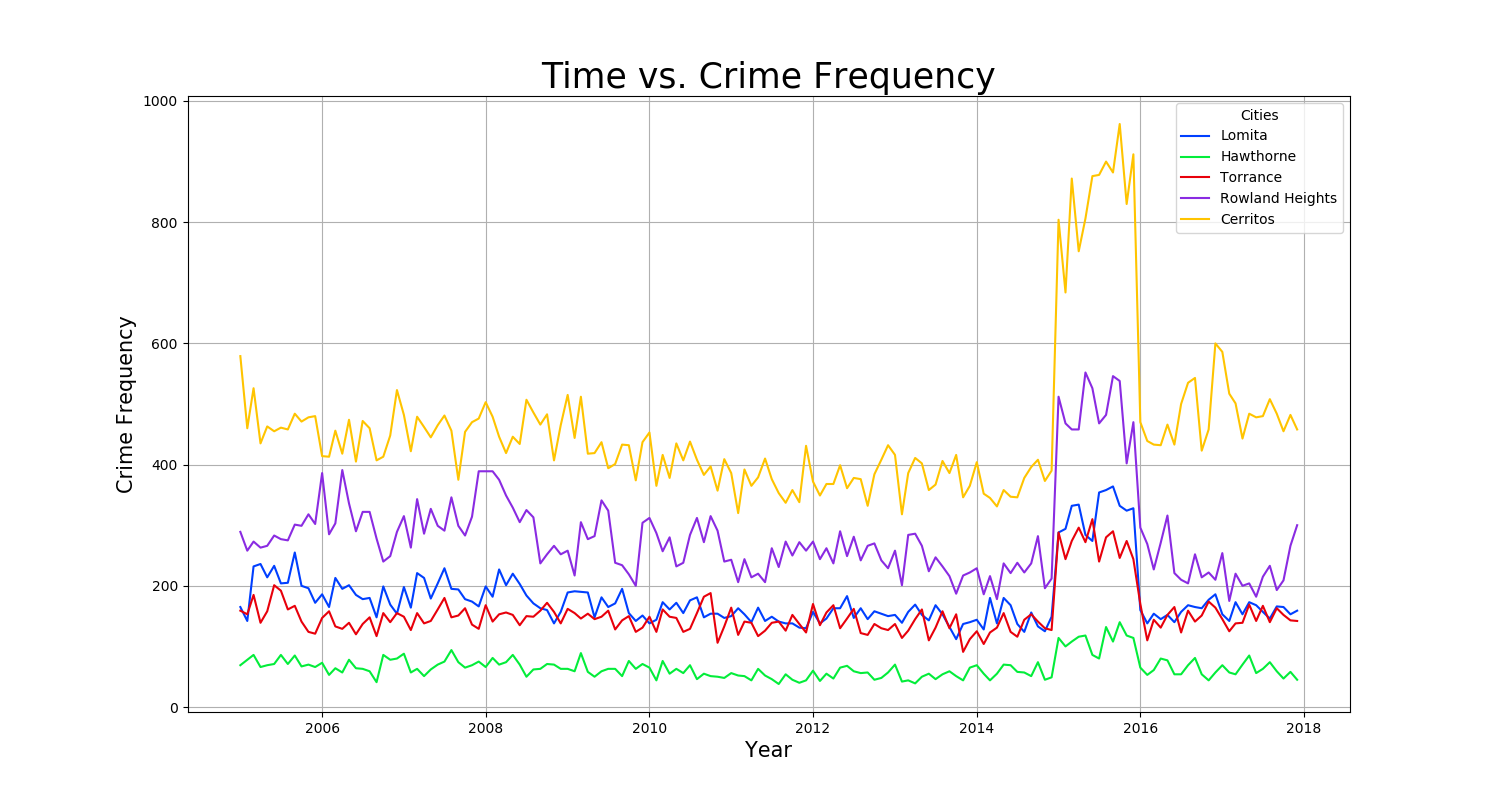 Time vs. Crime Frequency
Cities
Lomita
Hawthorne
Torrance
Rowland Heights
Cerritos
Crime Frequency
1000
800
600
400
200
0
2006 2008 2010 2012 2014 2016 2018
Year